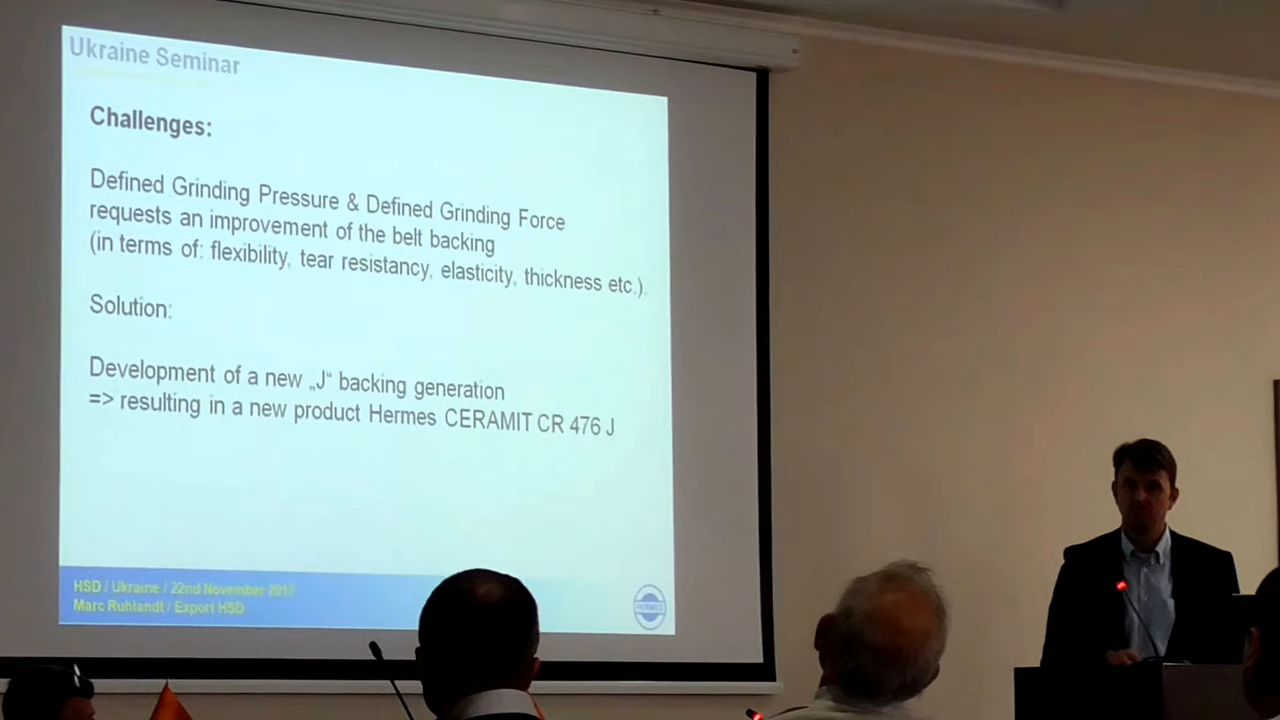 Ukraine Seminar
Challenges:
Defined Grinding Pressure & Defined Grinding Force
requests an improvement of the belt backing
(in terms of: flexibility, tear resistancy, elasticity, thickness etc.).
Solution:
Development of a new „J“ backing generation
=> resulting in a new product Hermes CERAMIT CR 476 J
HSD / Ukraine / 22nd November 2017
Marc Ruhlandt / Export HSD
HERMES